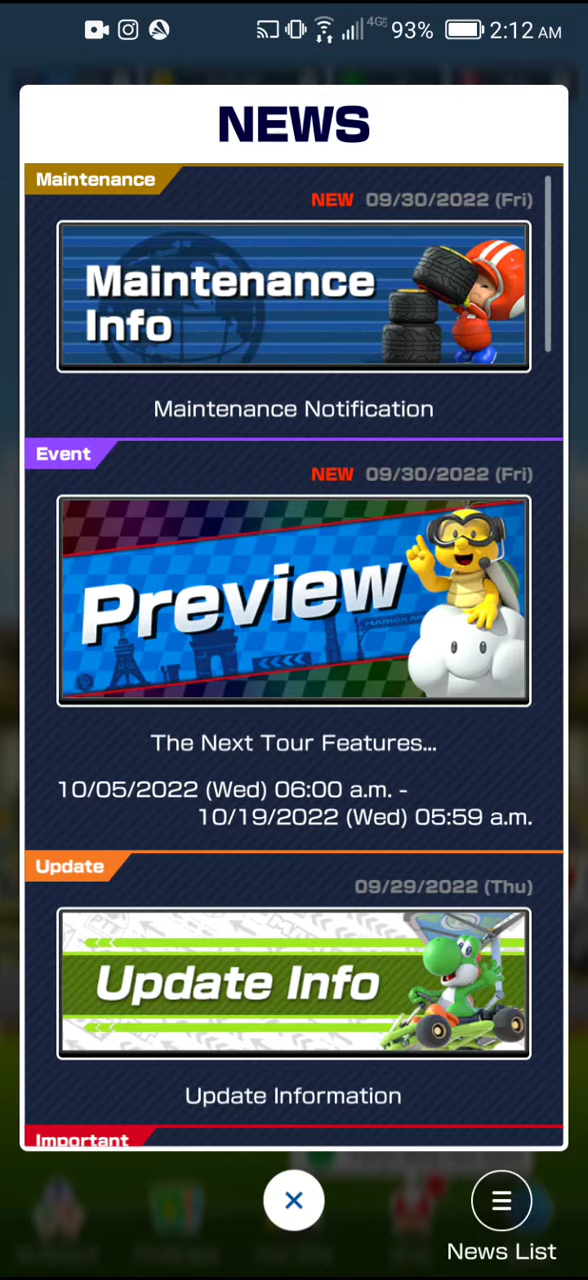 4G
93%
2:12 AM
NEWS
Maintenance
NEW 09/30/2022 (Fri)
Maintenance
Info
Maintenance Notification
Event
NEW 09/30/2022 (Fri)
Preview
The Next Tour Features...
10/05/2022 (Wed) 06:00 a.m. -
10/19/2022 (Wed) 05:59 a.m.
Update
09/29/2022 (Thu)
Update Info
Update Information
Important
News List